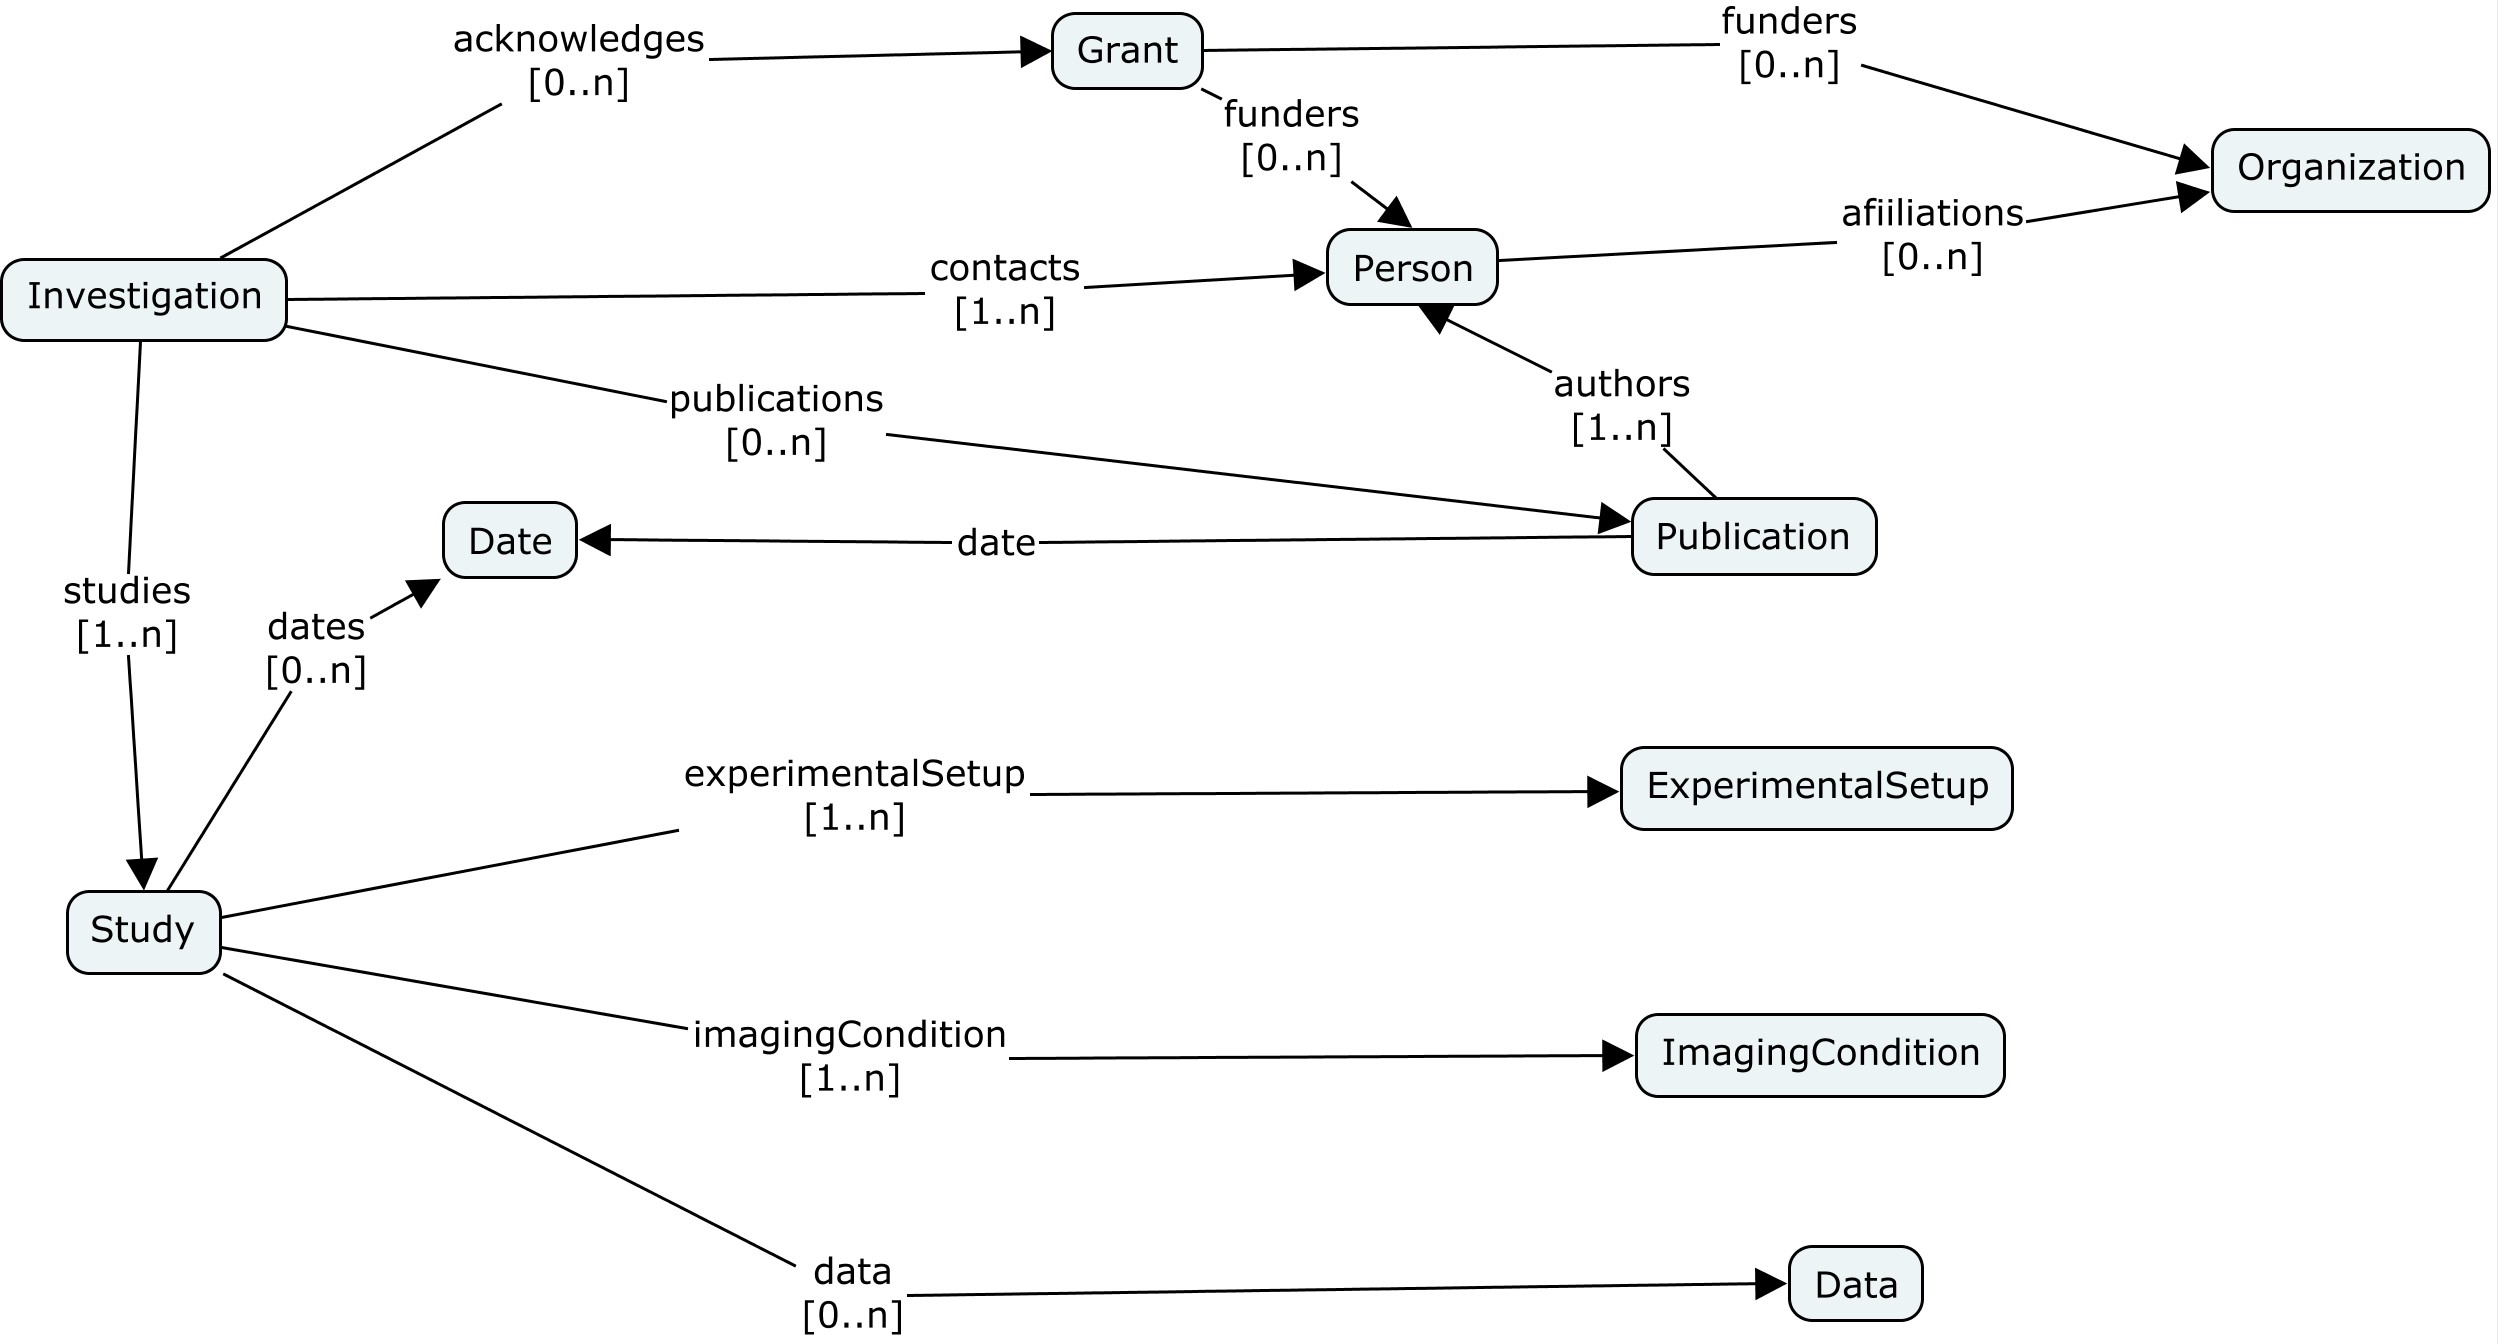 acknowledges
[0..n]
Grant
funders
[0..n]
funders
[0..n]
Organization
afiiliations
[0..n]
Person
Investigation
contacts
[1..n]
authors
[1..n]
publications
[0..n]
Date
date
Publication
studies
[1..n]
dates
[0..n]
experimentalSetup
[1..n]
ExperimentalSetup
Study
imagingCondition
[1..n]
ImagingCondition
data
[0..n]
Data